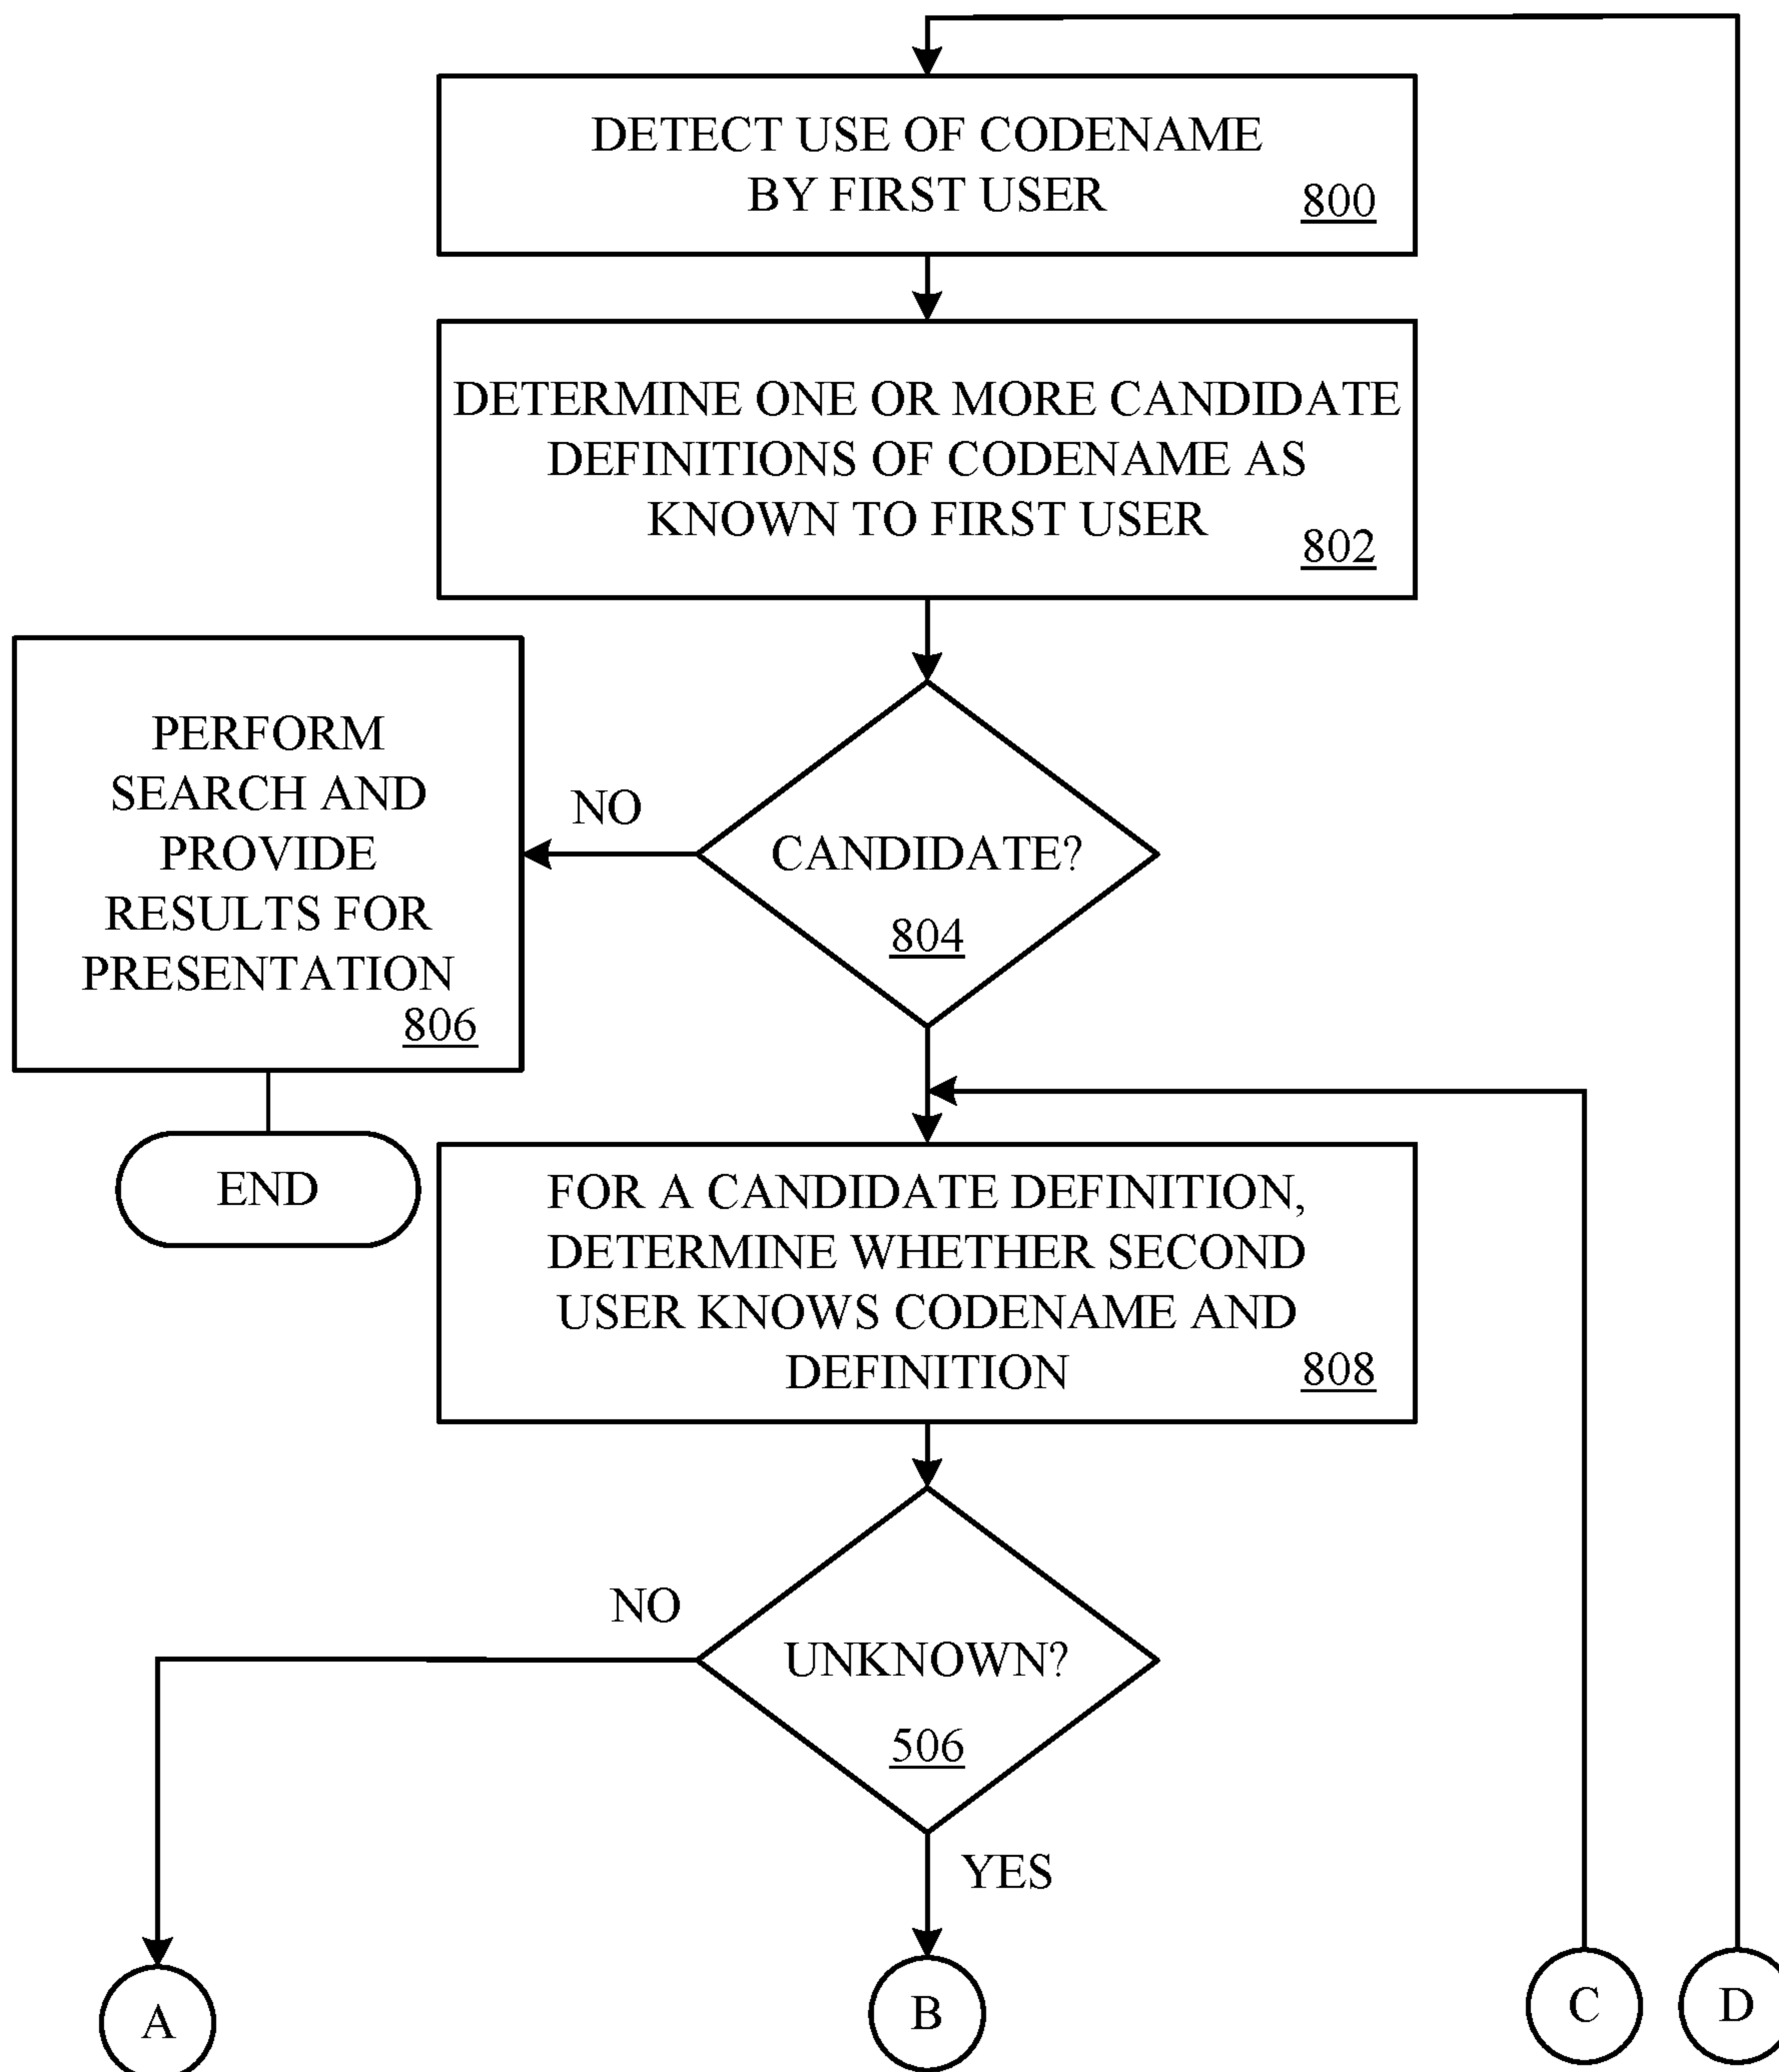 DETECT USE OF CODENAME
BY FIRST USER
800
DETERMINE ONE OR MORE CANDIDATE
DEFINITIONS OF CODENAME AS
KNOWN TO FIRST USER
802
PERFORM
SEARCH AND
PROVIDE
RESULTS FOR
PRESENTATION
806
NO
CANDIDATE?
804
END
FOR A CANDIDATE DEFINITION,
DETERMINE WHETHER SECOND
USER KNOWS CODENAME AND
DEFINITION
808
NO
UNKNOWN?
506
YES
A
B
C
D